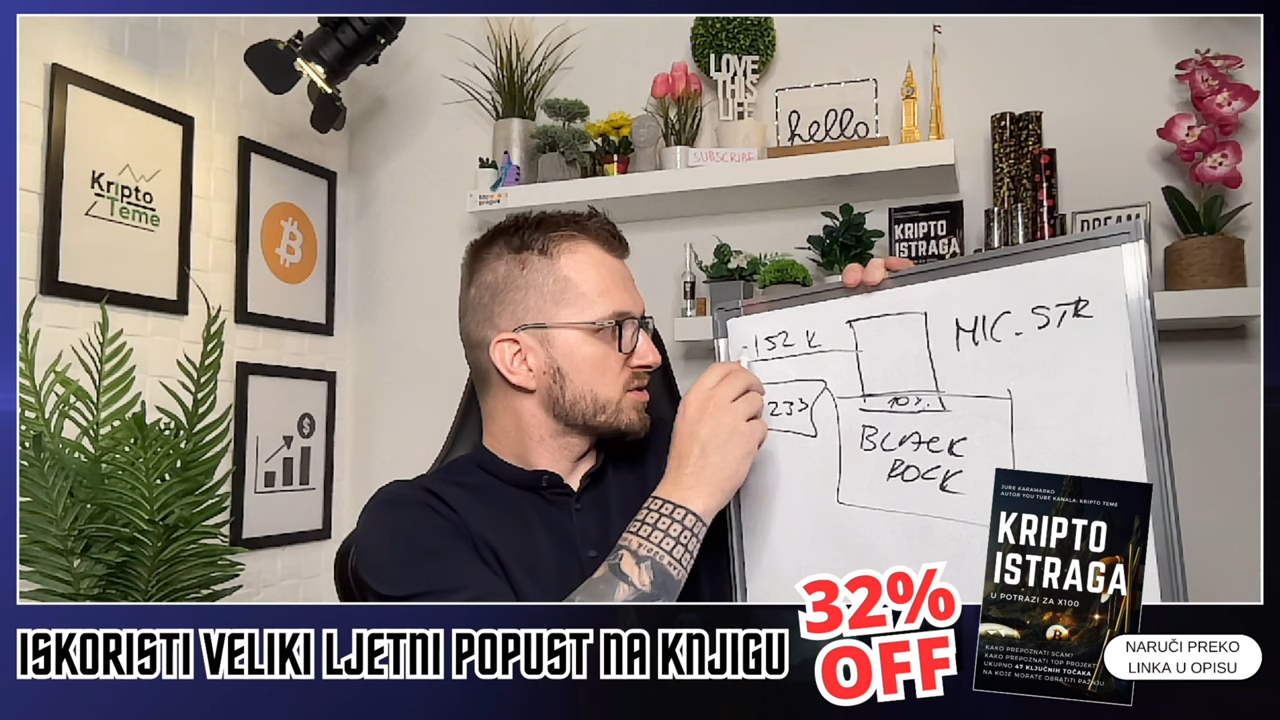 Kripto
Teme
LOVE
THIS
LIFE
hello
SUBSCRIBE
KRIPTO
ISTRAGA
DREAM
152 K
MIC. STR
233
10%
BLACK
ROCK
JURE KARAMARKO
AUTOR YOU TUBE KANALA: KRIPTO TEME
KRIPTO
ISTRAGA
U POTRAZI ZA X100
KAKO PREPOZNATI SCAM?
KAKO PREPOZNATI TOP PROJEKT
UKUPNO 47 KLJUČNIH TOČAKA
NA KOJE MORATE OBRATITI PAŽNJU
ISKORISTI VELIKI LJETNI POPUST NA KNJIGU
32%
OFF
NARUČI PREKO
LINKA U OPISU